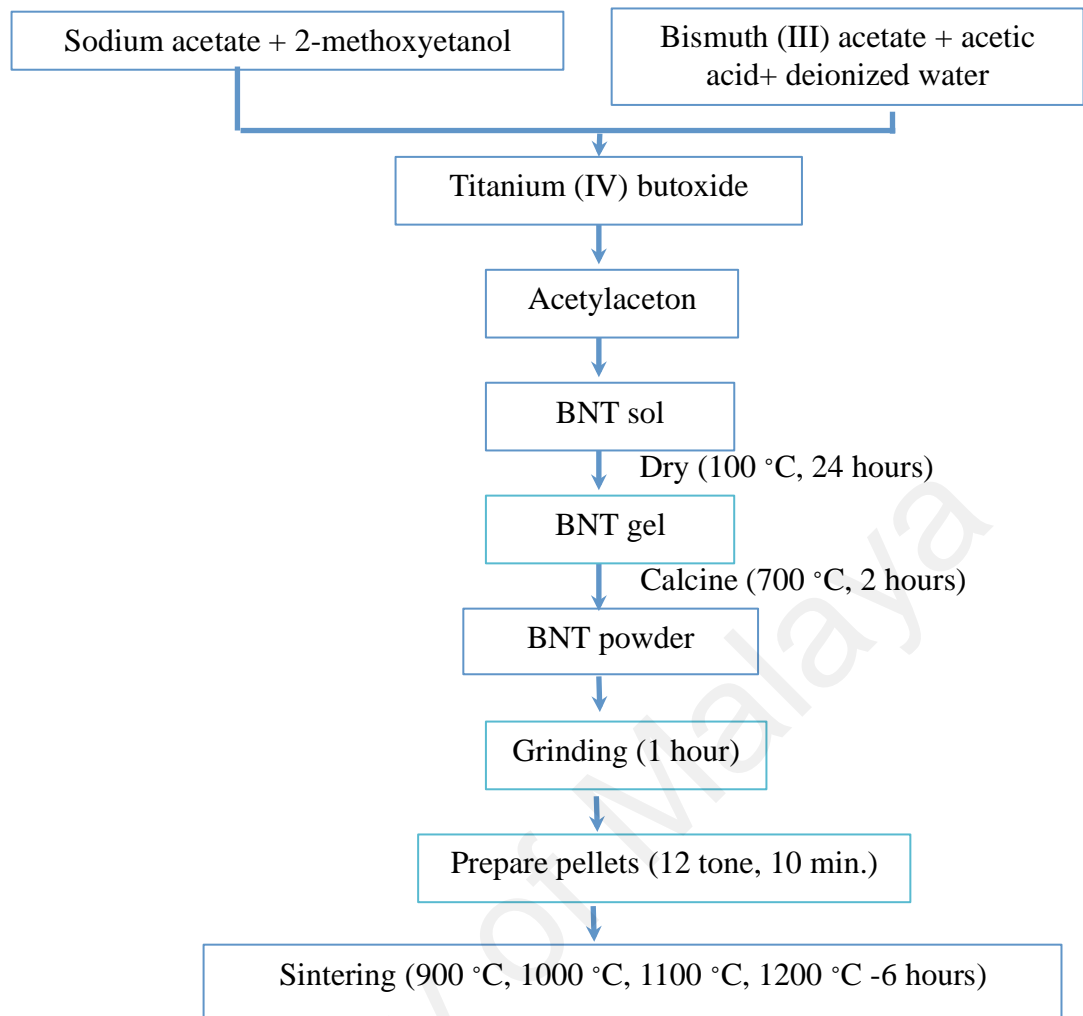 Sodium acetate + 2-methoxyetanol
Bismuth (III) acetate + acetic
acid+ deionized water
Titanium (IV) butoxide
Acetylaceton
BNT sol
Dry (100 °C, 24 hours)
BNT gel
Calcine (700 °C, 2 hours)
BNT powder
Grinding (1 hour)
Prepare pellets (12 tone, 10 min.)
Sintering (900 °C, 1000 °C, 1100 °C, 1200 °C -6 hours)
of Malaya